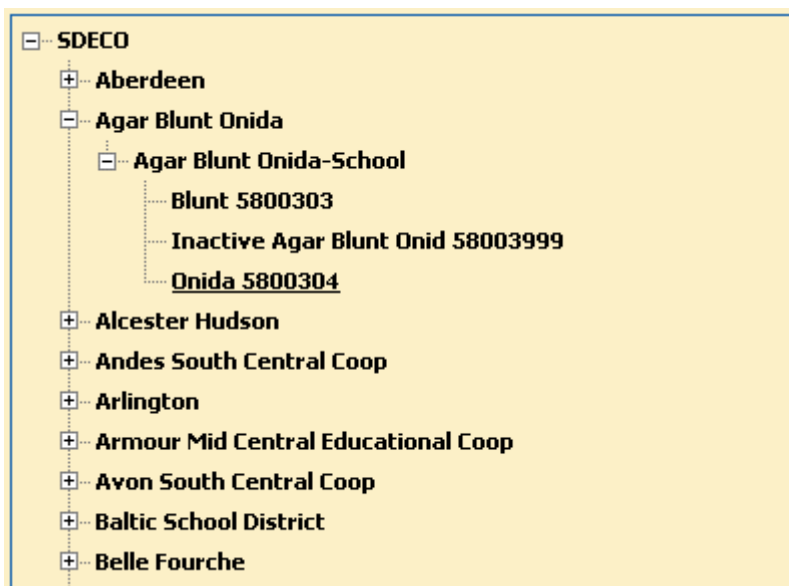 SDECO
Aberdeen
Agar Blunt Onida
Agar Blunt Onida-School
Blunt 5800303
Inactive Agar Blunt Onid 58003999
Onida 5800304
Alcester Hudson
Andes South Central Coop
Arlington
Armour Mid Central Educational Coop
Avon South Central Coop
Baltic School District
Belle Fourche